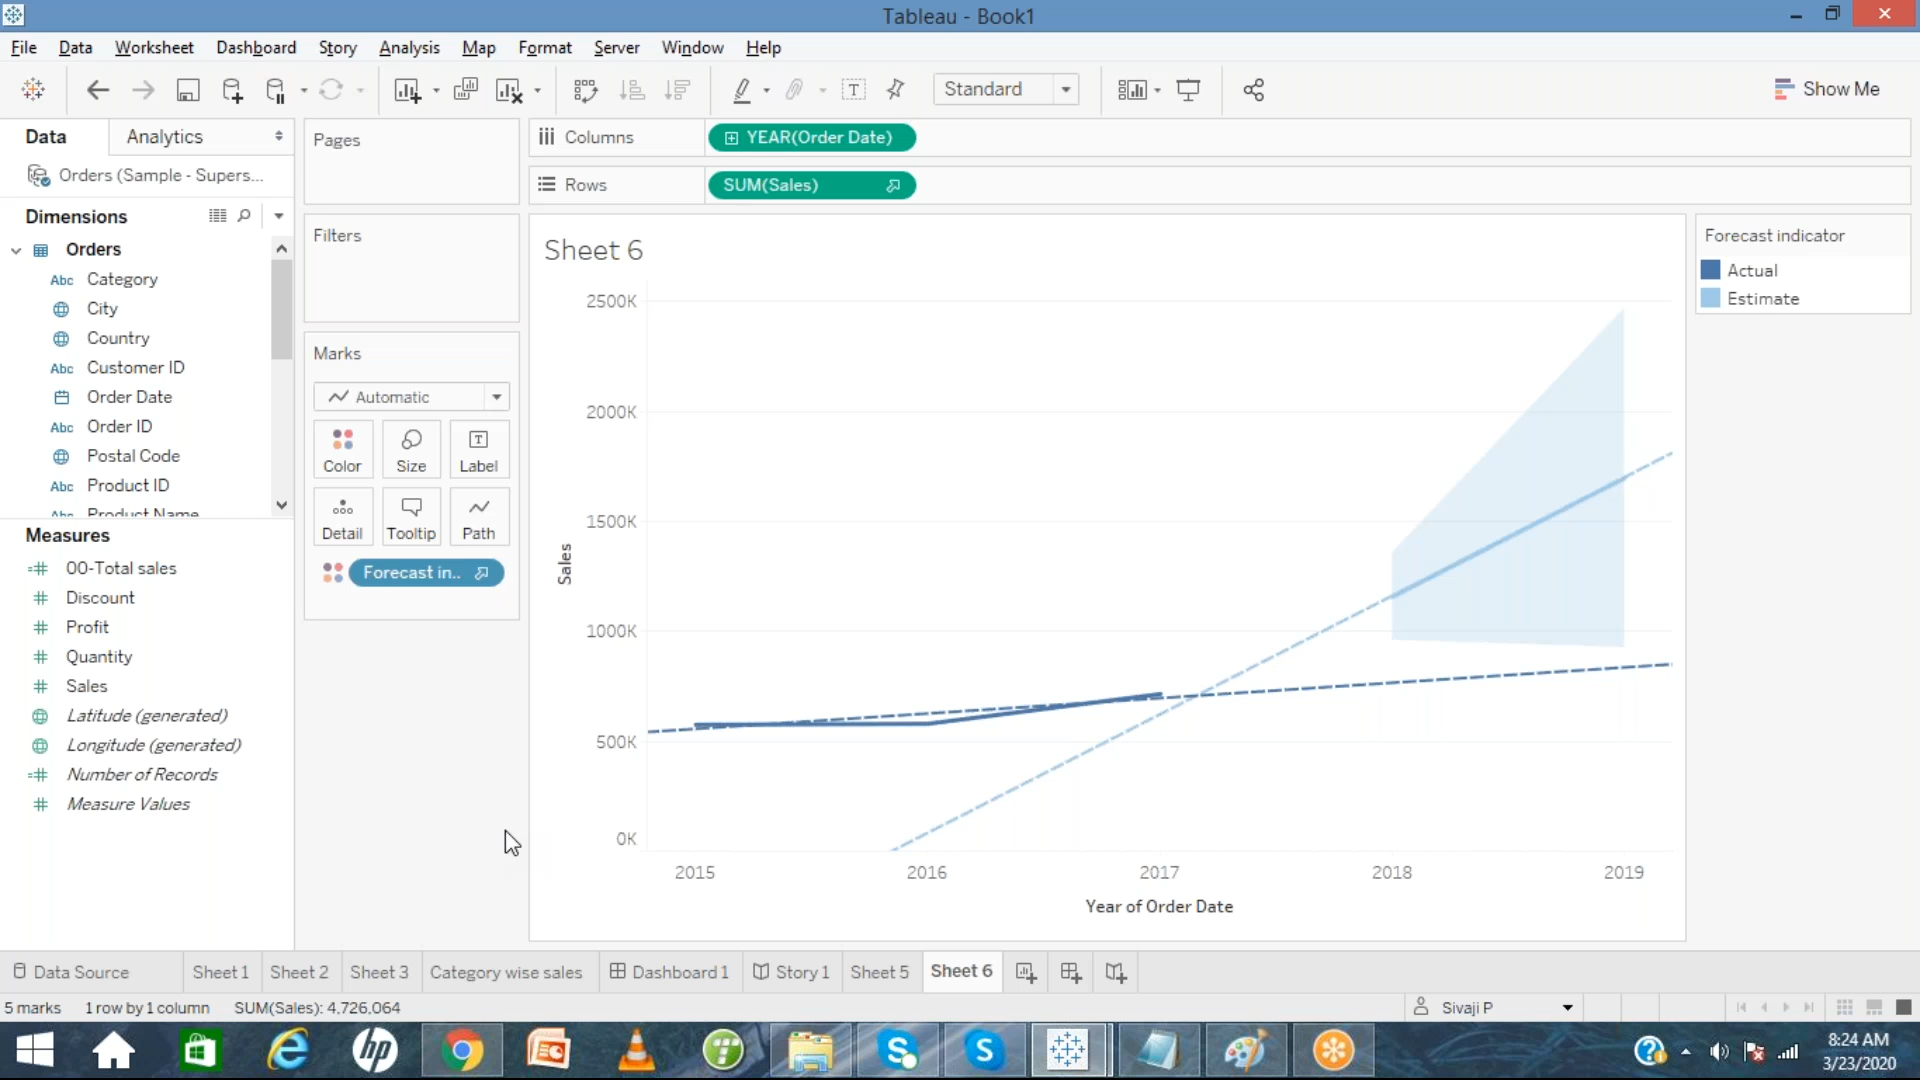 Tableau - Book1
File Data Worksheet Dashboard Story Analysis Map Format Server Window Help
Standard
Show Me
Data
Analytics
Orders (Sample - Supers...
Dimensions
Orders
Abc Category
City
Country
Abc Customer ID
Order Date
Abc Order ID
Postal Code
Abc Product ID
Abc Product Name
Measures
00-Total sales
Discount
Profit
Quantity
Sales
Latitude (generated)
Longitude (generated)
Number of Records
Measure Values
Pages
Filters
Marks
Automatic
Color Size Label
Detail Tooltip Path
Forecast in..
Columns
YEAR(Order Date)
Rows
SUM(Sales)
Sheet 6
2500K
2000K
1500K
1000K
500K
0K
Sales
2015 2016 2017 2018 2019
Year of Order Date
Forecast indicator
Actual
Estimate
Data Source Sheet 1 Sheet 2 Sheet 3 Category wise sales Dashboard 1 Story 1 Sheet 5 Sheet 6
5 marks 1 row by 1 column SUM(Sales): 4,726,064
Sivaji P
8:24 AM
3/23/2020